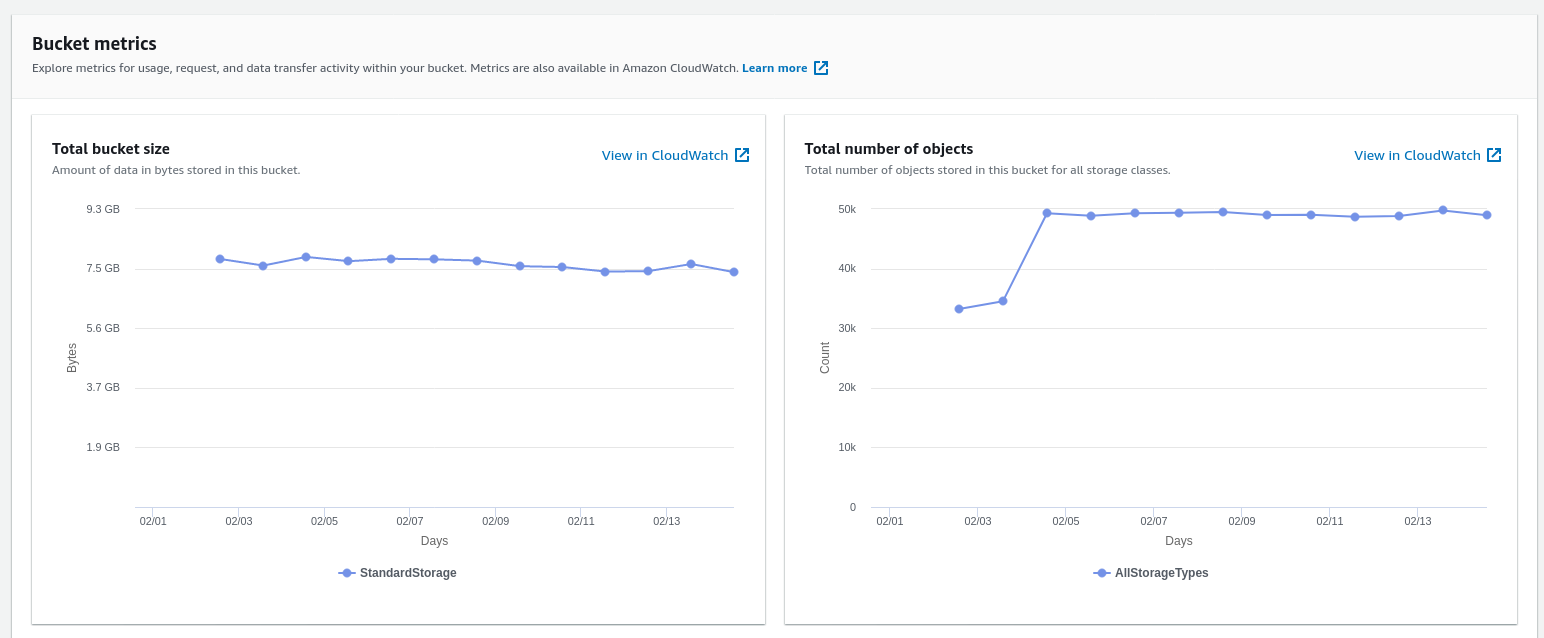 Bucket metrics
Explore metrics for usage, request, and data transfer activity within your bucket. Metrics are also available in Amazon CloudWatch. Learn more
Total bucket size
View in CloudWatch
Amount of data in bytes stored in this bucket.
9.3 GB
7.5 GB
5.6 GB
3.7 GB
1.9 GB
Bytes
02/01 02/03 02/05 02/07 02/09 02/11 02/13
Days
StandardStorage
Total number of objects
View in CloudWatch
Total number of objects stored in this bucket for all storage classes.
50k
40k
30k
20k
10k
0
Count
02/01 02/03 02/05 02/07 02/09 02/11 02/13
Days
AllStorageTypes